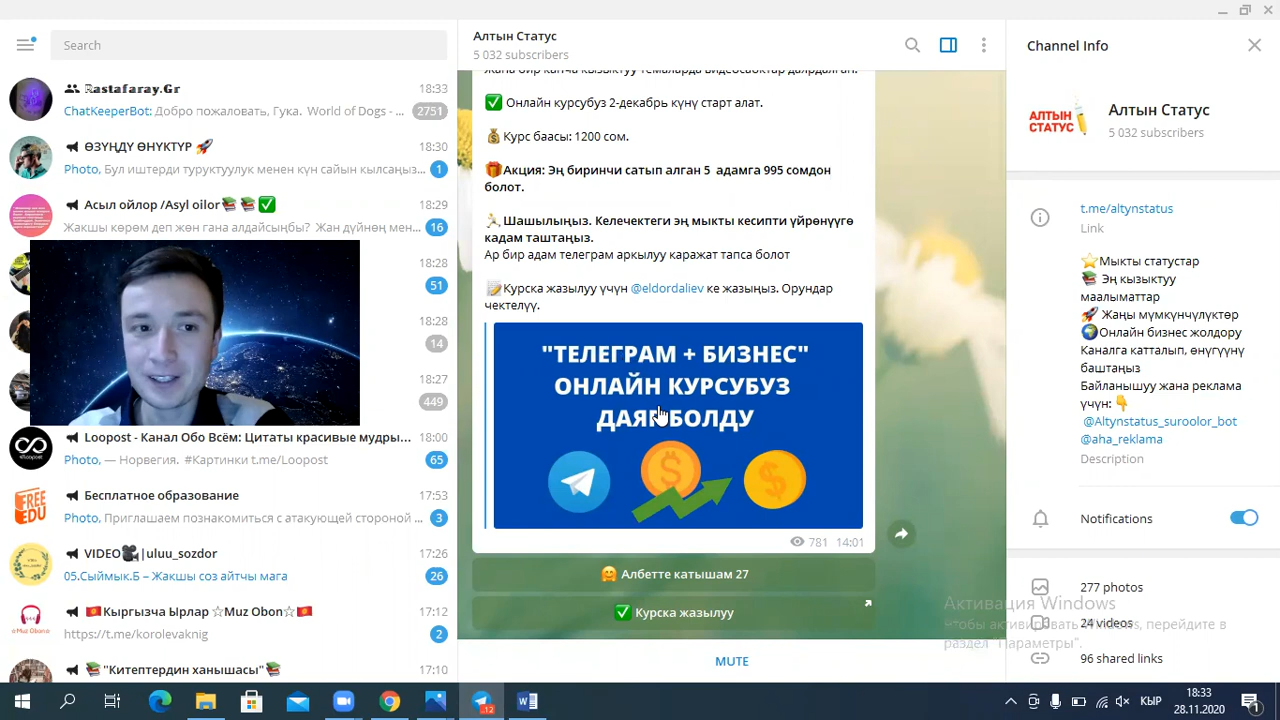 Search
Rastafaray.Gr
18:33
ChatKeeperBot: Добро пожаловать, Гука. World of Dogs - ...
2751
ӨЗҮҢДҮ ӨНҮКТҮР 🚀
18:30
Photo, Бул иштерди туруктуулук менен күн сайын кылсаңыз...
1
Асыл ойлор /Asyl oilor📚📚✅
18:29
Жакшы көрөм деп жөн гана алдайсыңбы? Жан дүйнөң мен...
16
18:28
51
18:28
14
18:27
449
Loopost - Канал Обо Всём: Цитаты красивые мудры...
18:00
Photo, — Норвегия. #Картинки t.me/Loopost
65
Бесплатное образование
17:53
Photo, Приглашаем познакомиться с атакующей стороной ...
3
VIDEO🎥|uluu_sozdor
17:26
05.Сыймык.Б – Жакшы соз айтчы мага
26
🇰🇬Кыргызча Ырлар ☆Muz Obon☆🇰🇬
17:12
https://t.me/korolevaknig
2
📚"Китептердин ханышасы"📚
17:10
Алтын Статус
5 032 subscribers
Жана бир канча кызыктуу темаларда видеосабактар даярдалган.
✅ Онлайн курсубуз 2-декабрь күнү старт алат.
💰 Курс баасы: 1200 сом.
🎁Акция: Эң биринчи сатып алган 5 адамга 995 сомдон
болот.
Шашылыңыз. Келечектеги эң мыкты кесипти үйрөнүүгө
кадам таштаңыз.
Ар бир адам телеграм аркылуу каражат тапса болот
📝Курска жазылуу үчүн @eldordaliev ке жазыңыз. Орундар
чектелүү.
"ТЕЛЕГРАМ + БИЗНЕС"
ОНЛАЙН КУРСУБУЗ
БОЛДУ
781 14:01
🤗 Албетте катышам 27
✅ Курска жазылуу
MUTE
Channel Info
АЛТЫН
СТАТУС
Алтын Статус
5 032 subscribers
t.me/altynstatus
Link
⭐Мыкты статустар
📚 Эң кызыктуу
маалыматтар
🚀 Жаңы мүмкүнчүлүктөр
🌍Онлайн бизнес жолдору
Каналга катталып, өнүгүүнү
баштаңыз
Байланышуу жана реклама
үчүн: 👇
@Altynstatus_suroolor_bot
@aha_reklama
Description
Notifications
277 photos
24 videos
96 shared links
Активация Windows
Чтобы активировать Windows, перейдите в
раздел "Параметры".
КЫР
18:33
28.11.2020